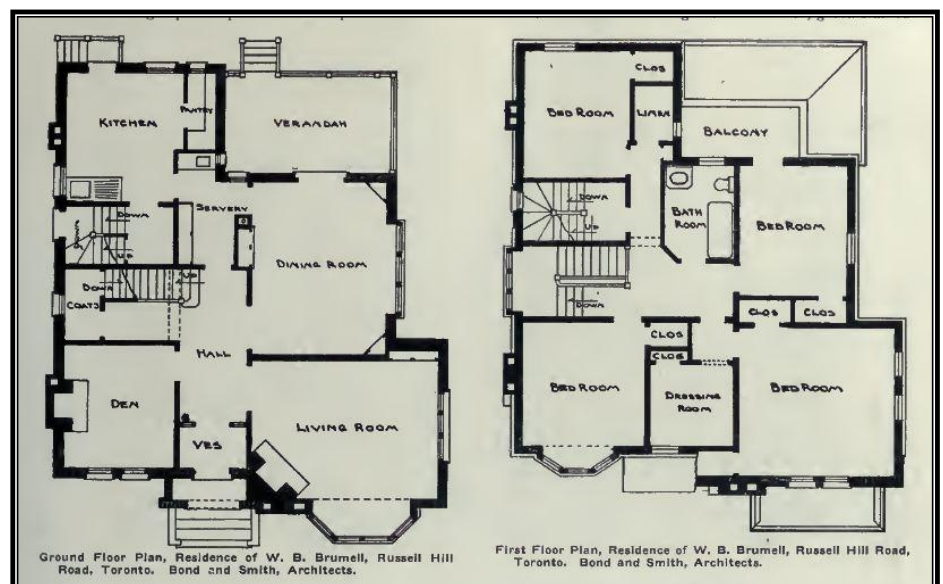 KITCHEN
PANTRY
VERANDAH
SERVERY
DOWN
UP
DINING ROOM
DOWN
UP
COATS
HALL
DEN
VES
LIVING ROOM
Ground Floor Plan, Residence of W. B. Brumell, Russell Hill
Road, Toronto. Bond and Smith, Architects.
CLOS
BED ROOM
LINEN
BALCONY
DOWN
UP
BATH
ROOM
BED ROOM
DOWN
CLOS
CLOS
CLOS
CLOS
BED ROOM
DRESSING
ROOM
BED ROOM
First Floor Plan, Residence of W. B. Brumell, Russell Hill Road,
Toronto. Bond and Smith, Architects.